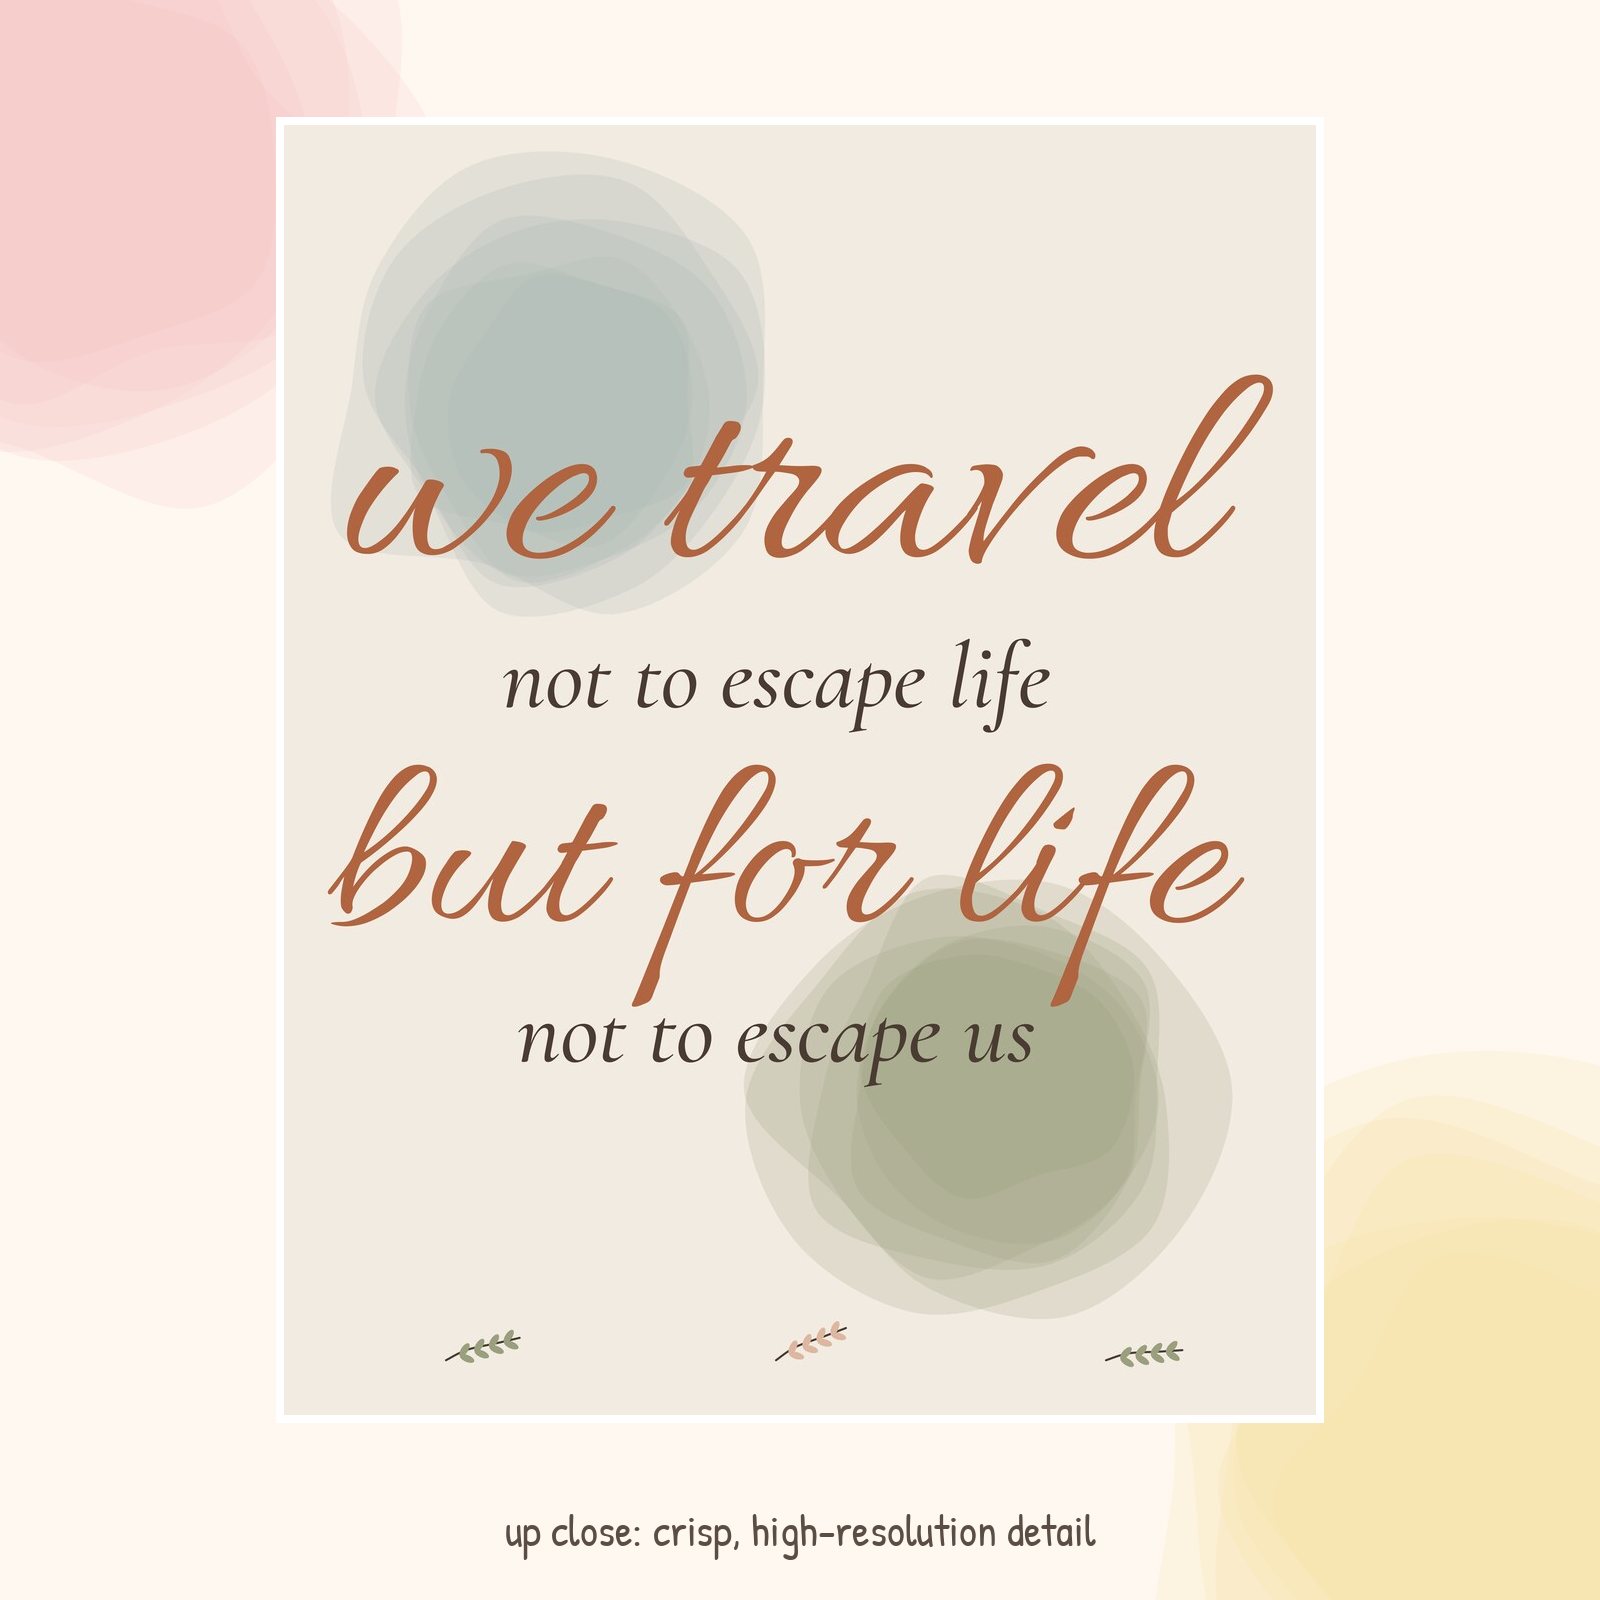 we travel
not to escape life
but for life
not to escape us
up close: crisp, high-resolution detail